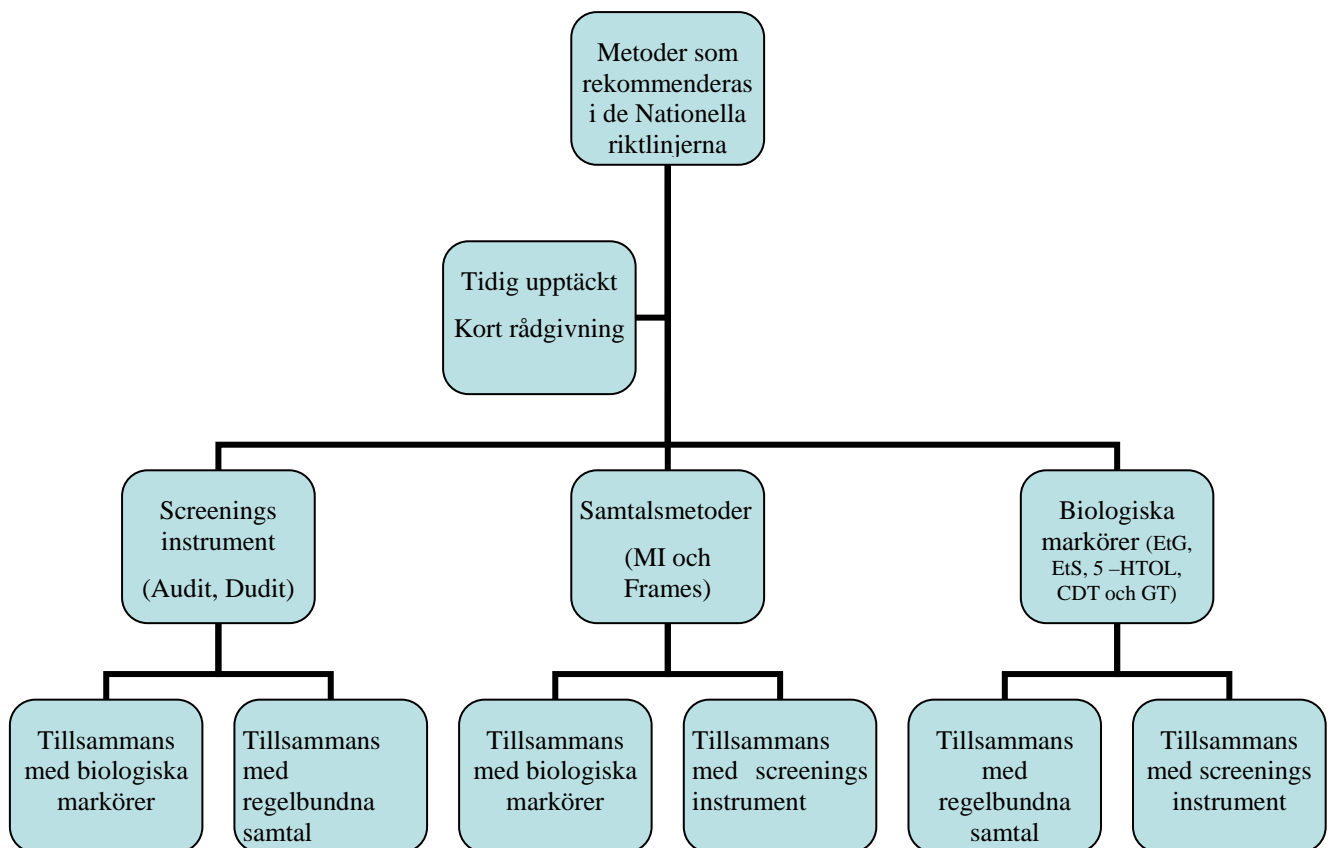 Metoder som
rekommenderas
i de Nationella
riktlinjerna
Tidig upptäckt
Kort rådgivning
Screenings
instrument
(Audit, Dudit)
Samtalsmetoder
(MI och
Frames)
Biologiska
markörer (EtG,
EtS, 5 –HTOL,
CDT och GT)
Tillsammans
med biologiska
markörer
Tillsammans
med
regelbundna
samtal
Tillsammans
med biologiska
markörer
Tillsammans
med screenings
instrument
Tillsammans
med
regelbundna
samtal
Tillsammans
med screenings
instrument